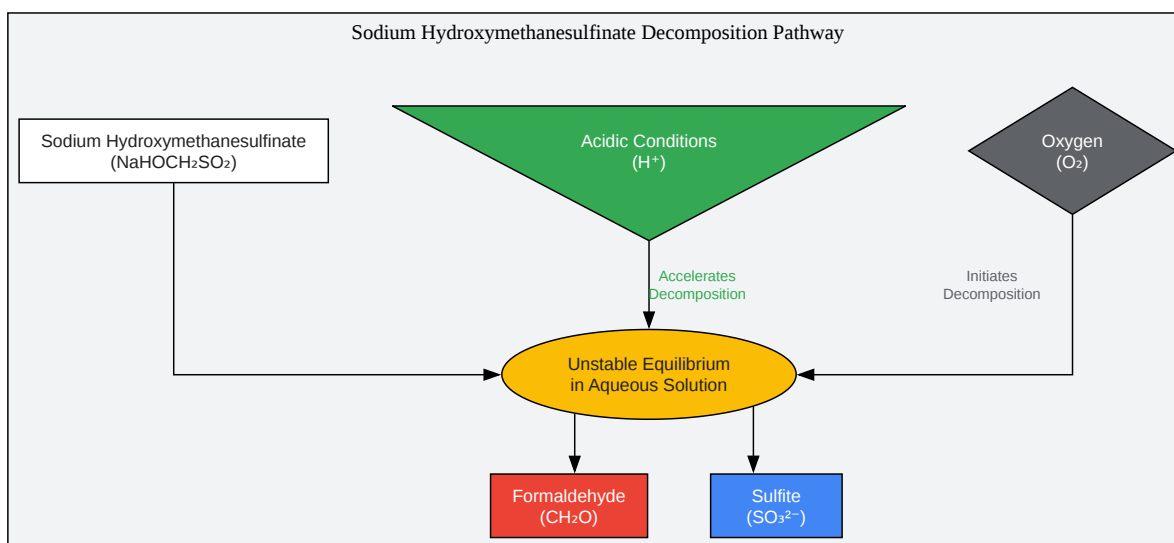 Sodium Hydroxymethanesulfinate Decomposition Pathway
Sodium Hydroxymethanesulfinate
(NaHOCH₂SO₂)
Acidic Conditions
(H⁺)
Oxygen
(O₂)
Accelerates
Decomposition
Initiates
Decomposition
Unstable Equilibrium
in Aqueous Solution
Formaldehyde
(CH₂O)
Sulfite
(SO₃²⁻)